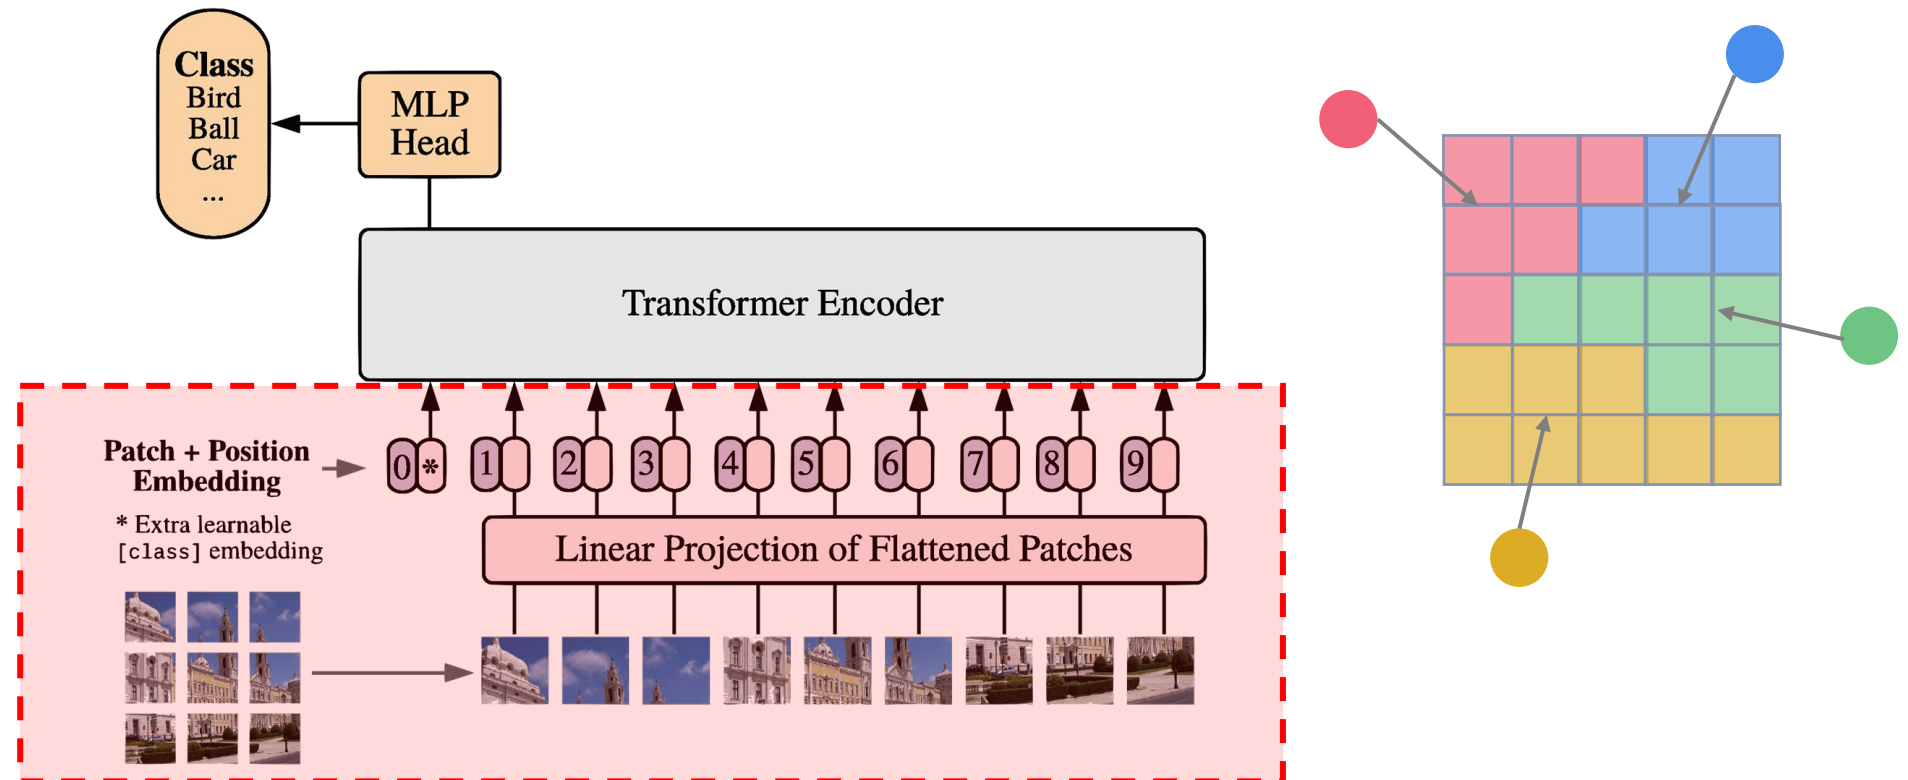 Class
Bird
Ball
Car
...
MLP
Head
Transformer Encoder
Patch + Position
Embedding
0 * 1 2 3 4 5 6 7 8 9
* Extra learnable
[class] embedding
Linear Projection of Flattened Patches